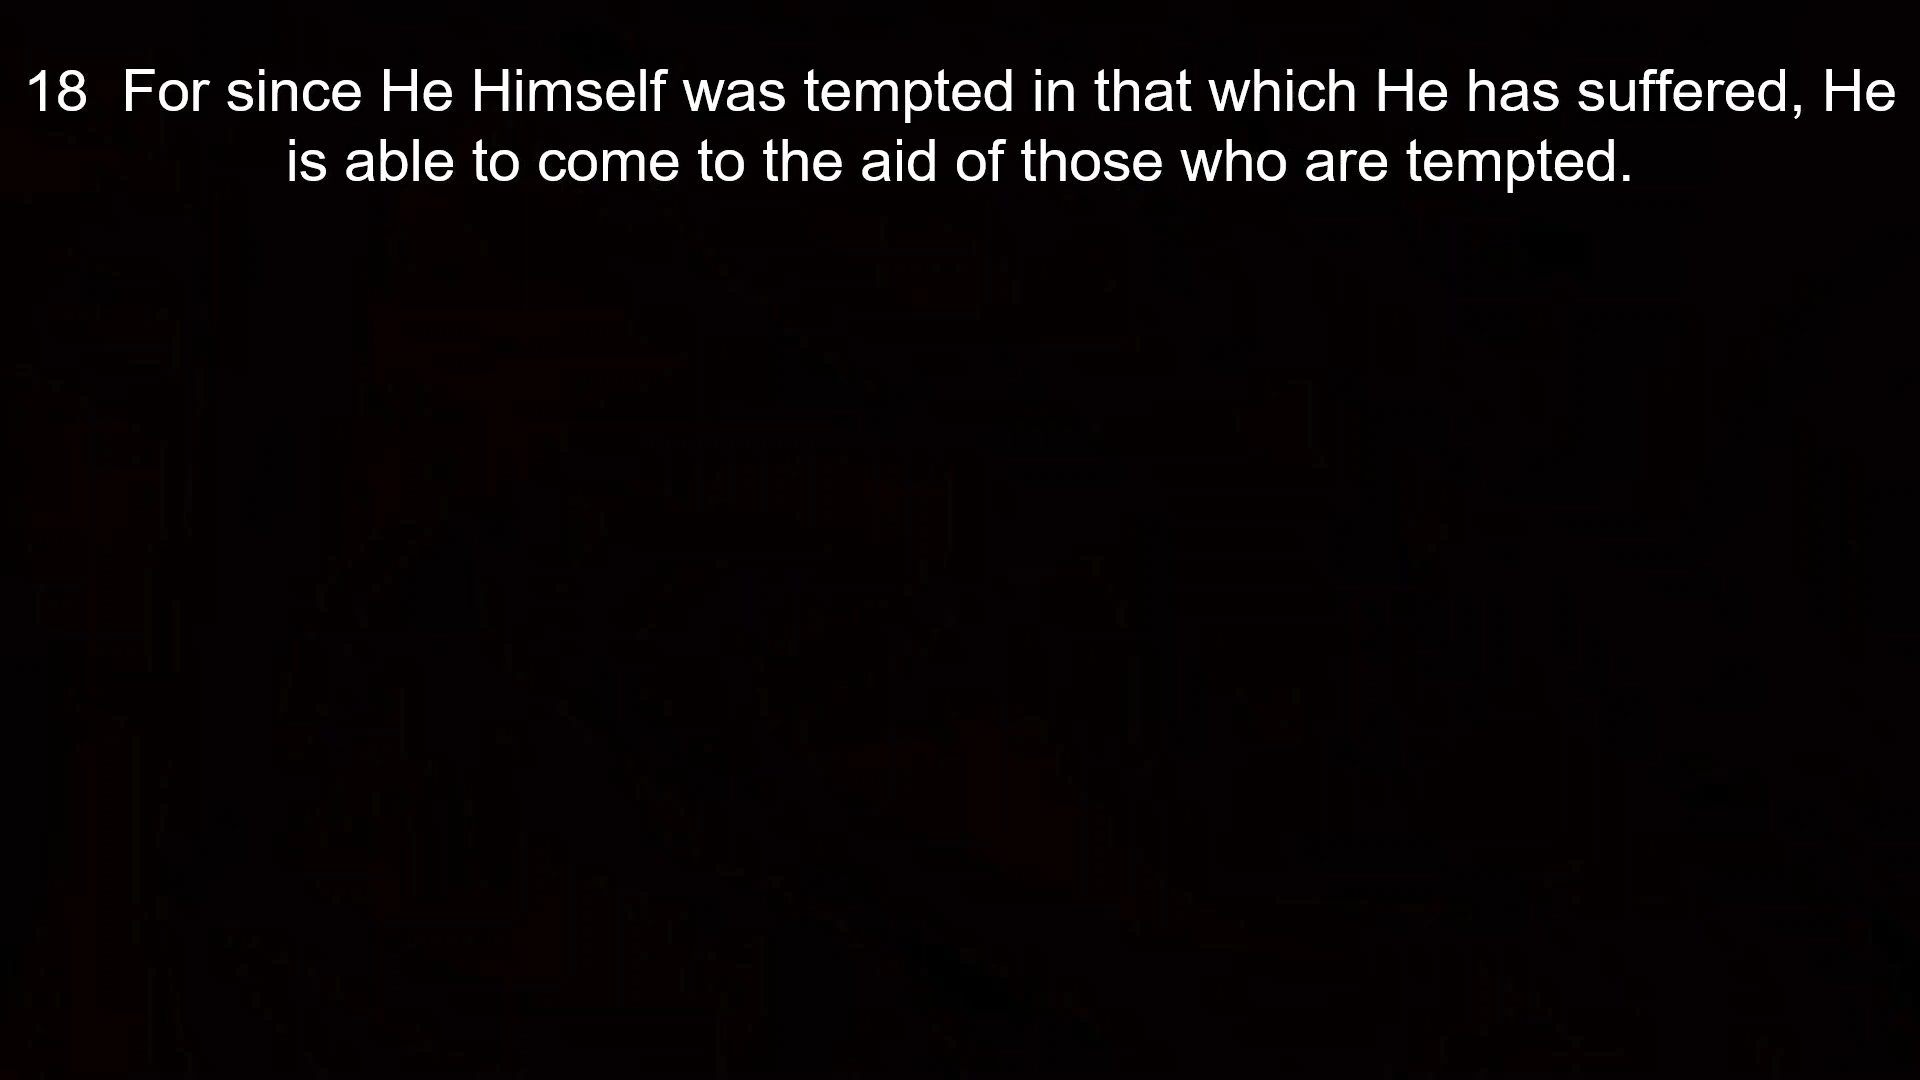 18 For since He Himself was tempted in that which He has suffered, He
is able to come to the aid of those who are tempted.